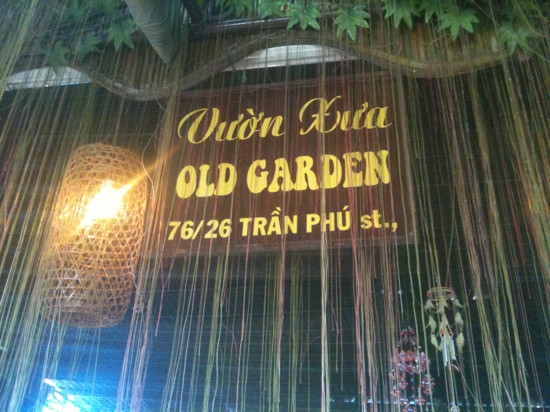 Vườn Xưa
OLD GARDEN
76/26 TRẦN PHÚ st.,